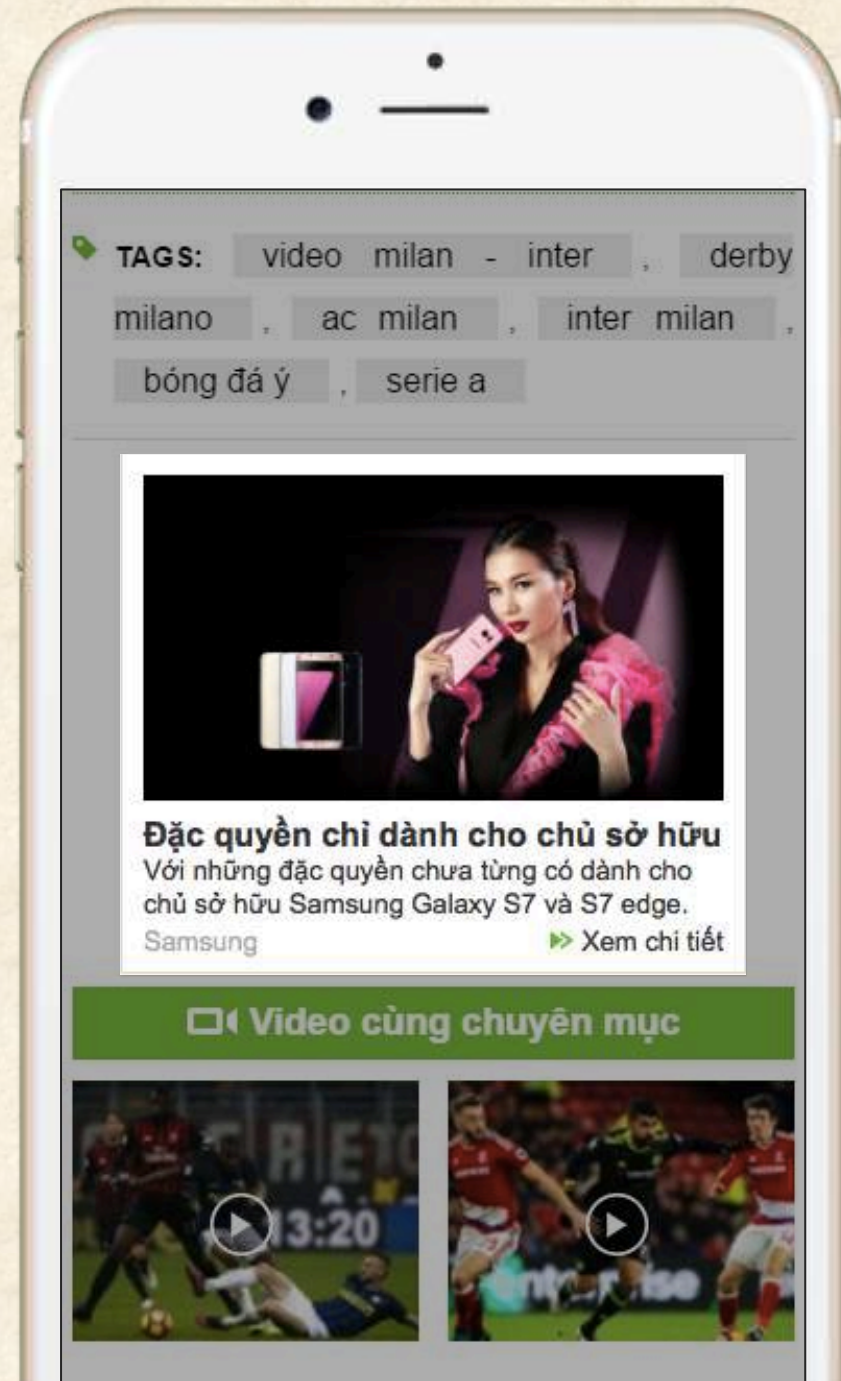 TAGS: video milan - inter , derby
milano , ac milan , inter milan ,
bóng đá ý , serie a
Đặc quyền chỉ dành cho chủ sở hữu
Với những đặc quyền chưa từng có dành cho
chủ sở hữu Samsung Galaxy S7 và S7 edge.
Samsung Xem chi tiết
Video cùng chuyên mục
13:20